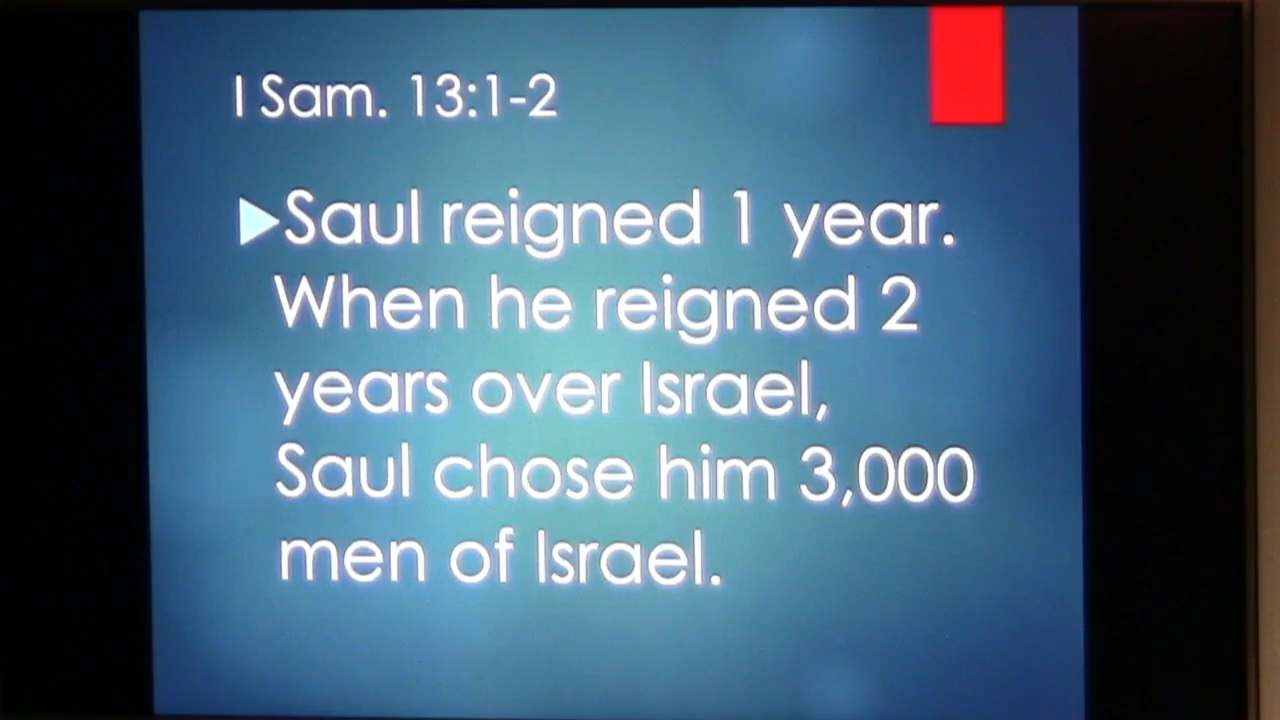 I Sam. 13:1-2
Saul reigned 1 year.
When he reigned 2
years over Israel,
Saul chose him 3,000
men of Israel.